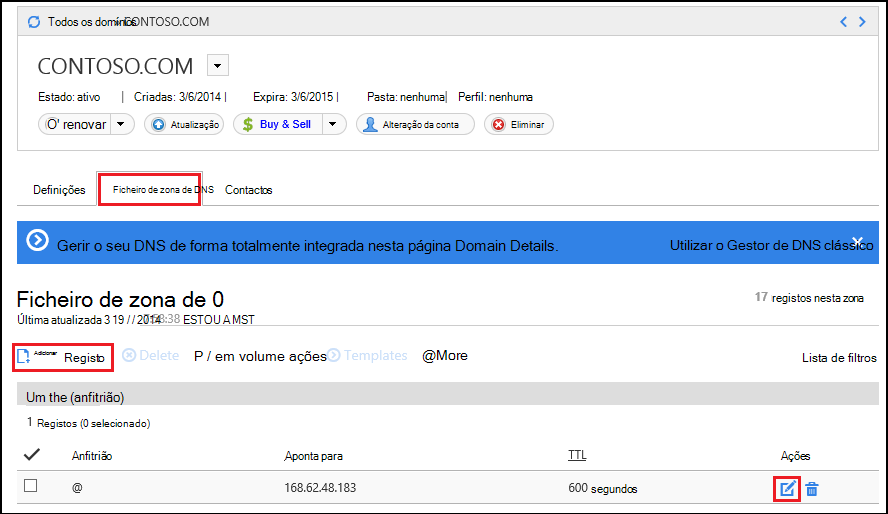 Todos os domínios CONTOSO.COM
CONTOSO.COM
Estado: ativo | Criadas: 3/6/2014 | Expira: 3/6/2015 | Pasta: nenhuma| Perfil: nenhuma
O' renovar Atualização Buy & Sell Alteração da conta Eliminar
Definições Ficheiro de zona de DNS Contactos
Gerir o seu DNS de forma totalmente integrada nesta página Domain Details. Utilizar o Gestor de DNS clássico
Ficheiro de zona de 0 17 registos nesta zona
Última atualizada 3 19 / / 2014 :38 ESTOU A MST
Adicionar Registo Delete P / em volume ações Templates @More Lista de filtros
Um the (anfitrião)
1 Registos (0 selecionado)
Anfitrião Aponta para TTL Ações
@ 168.62.48.183 600 segundos